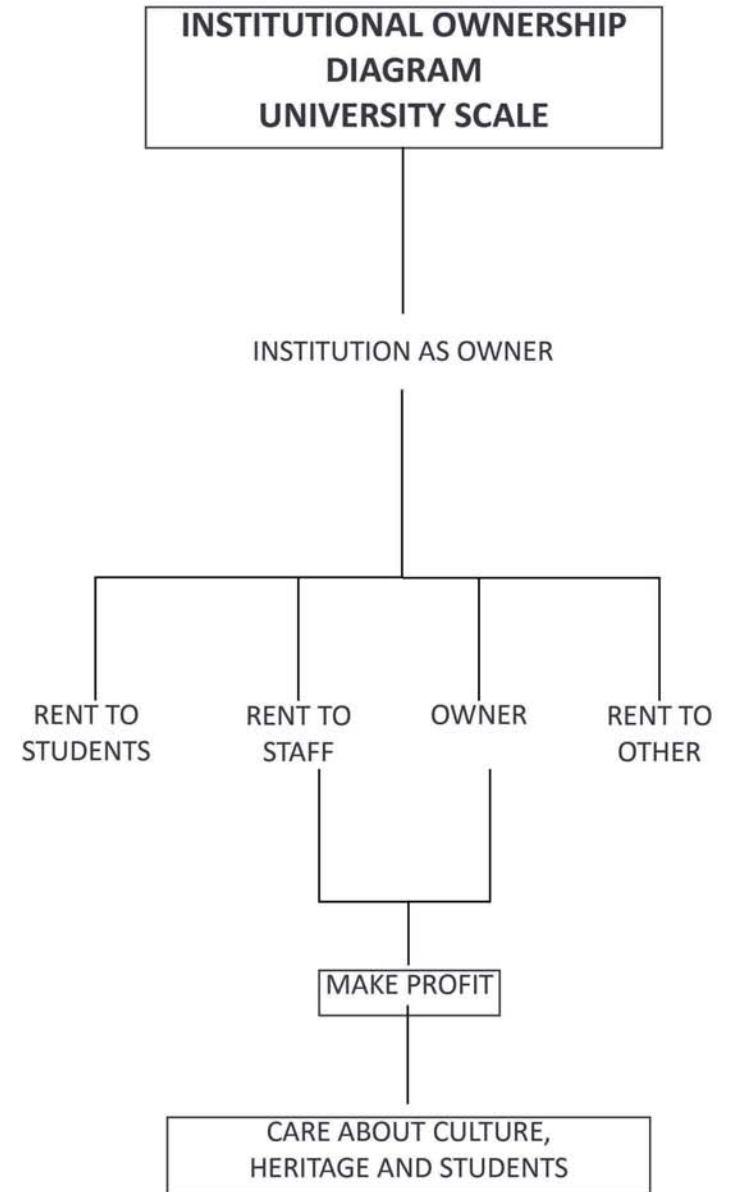 INSTITUTIONAL OWNERSHIP
DIAGRAM
UNIVERSITY SCALE
INSTITUTION AS OWNER
RENT TO
STUDENTS
RENT TO
STAFF
OWNER
RENT TO
OTHER
MAKE PROFIT
CARE ABOUT CULTURE,
HERITAGE AND STUDENTS